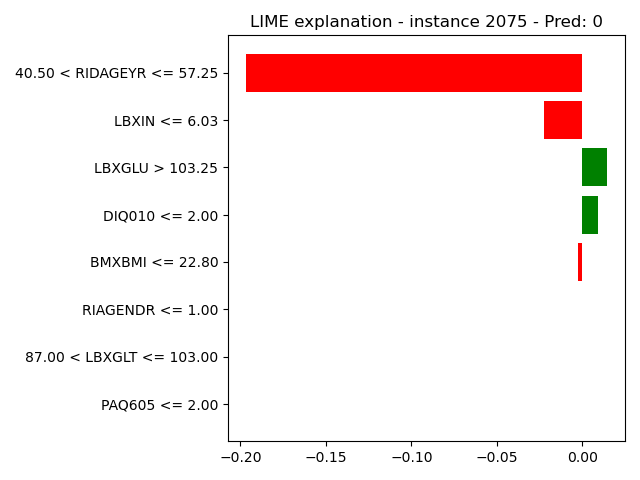 LIME explanation - instance 2075 - Pred: 0
40.50 < RIDAGEYR <= 57.25
LBXIN <= 6.03
LBXGLU > 103.25
DIQ010 <= 2.00
BMXBMI <= 22.80
RIAGENDR <= 1.00
87.00 < LBXGLT <= 103.00
PAQ605 <= 2.00
−0.20 −0.15 −0.10 −0.05 0.00